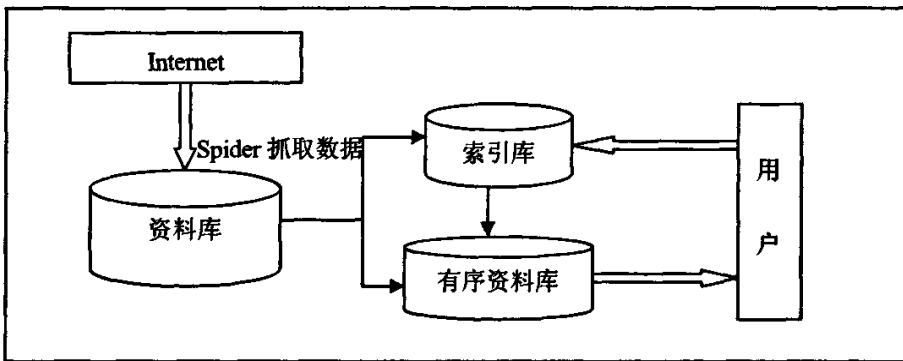 Internet
Spider 抓取数据
索引库
用户
资料库
有序资料库